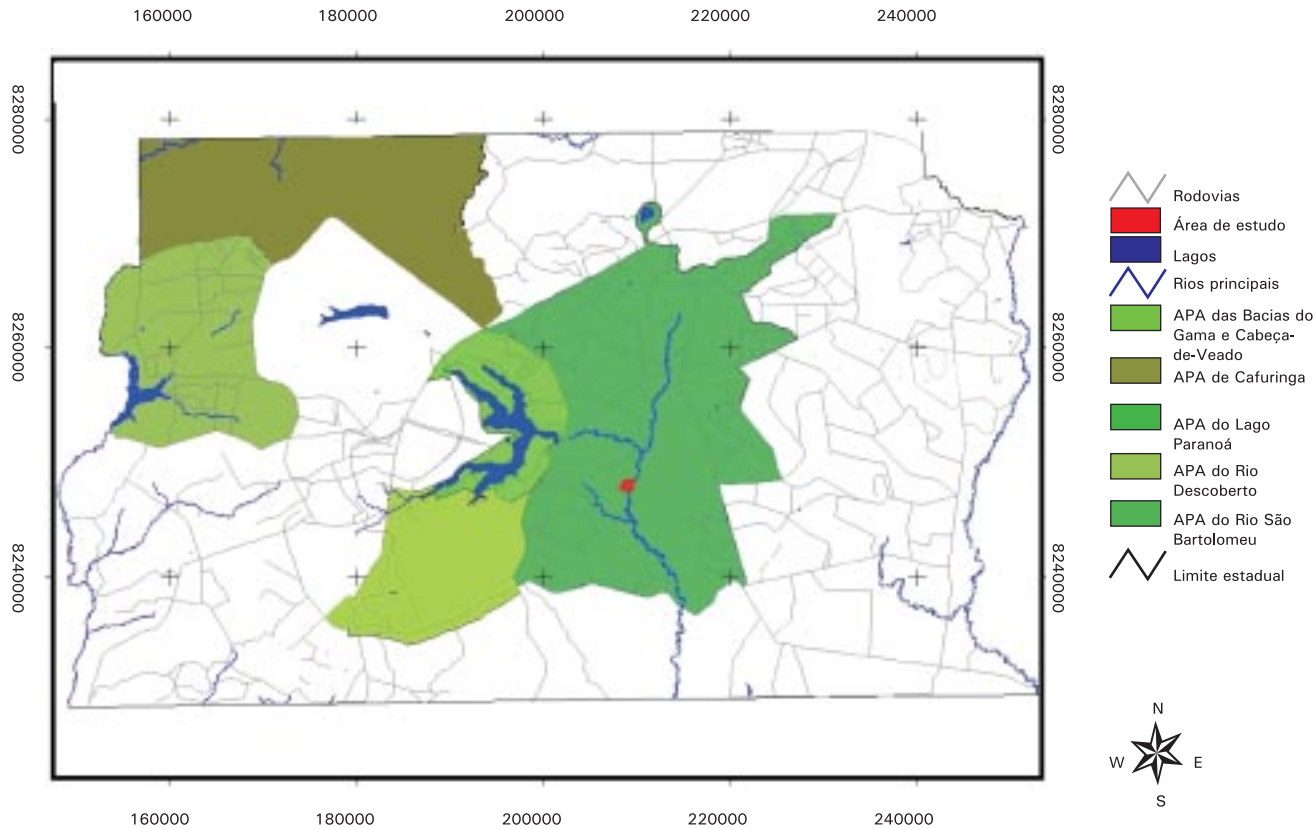 160000
180000
200000
220000
240000
8280000
8260000
8240000
8280000
8260000
8240000
Rodovias
Área de estudo
Lagos
Rios principais
APA das Bacias do
Gama e Cabeça-
de-Veado
APA de Cafuringa
APA do Lago
Paranoá
APA do Rio
Descoberto
APA do Rio São
Bartolomeu
Limite estadual
N
W
E
S
160000
180000
200000
220000
240000